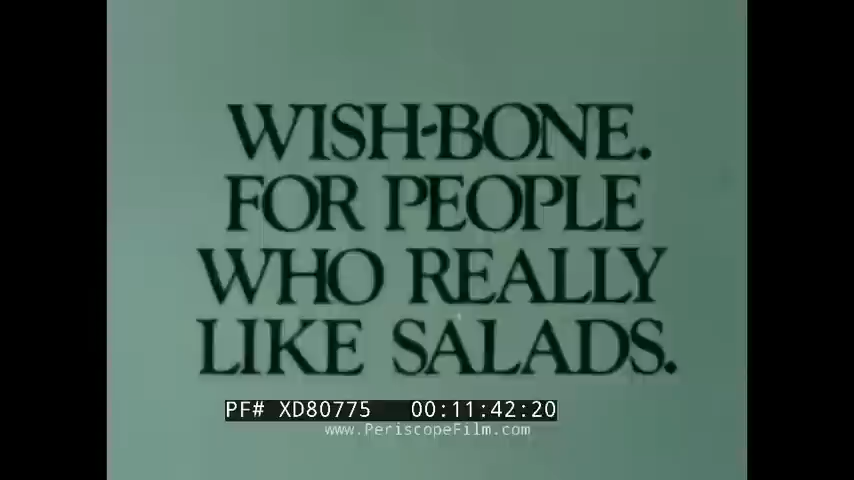 WISH-BONE.
FOR PEOPLE
WHO REALLY
LIKE SALADS.
PF# XD80775 00:11:42:20
www.PeriscopeFilm.com